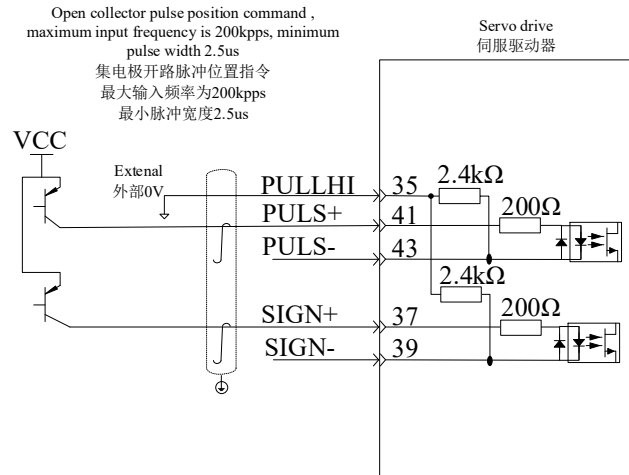 Open collector pulse position command ,
maximum input frequency is 200kpps, minimum
pulse width 2.5us
集电极开路脉冲位置指令
最大输入频率为200kpps
最小脉冲宽度2.5us
Servo drive
伺服驱动器
VCC
Extenal
外部0V
PULLHI
35
2.4kΩ
PULS+
41
200Ω
PULS-
43
2.4kΩ
SIGN+
37
200Ω
SIGN-
39